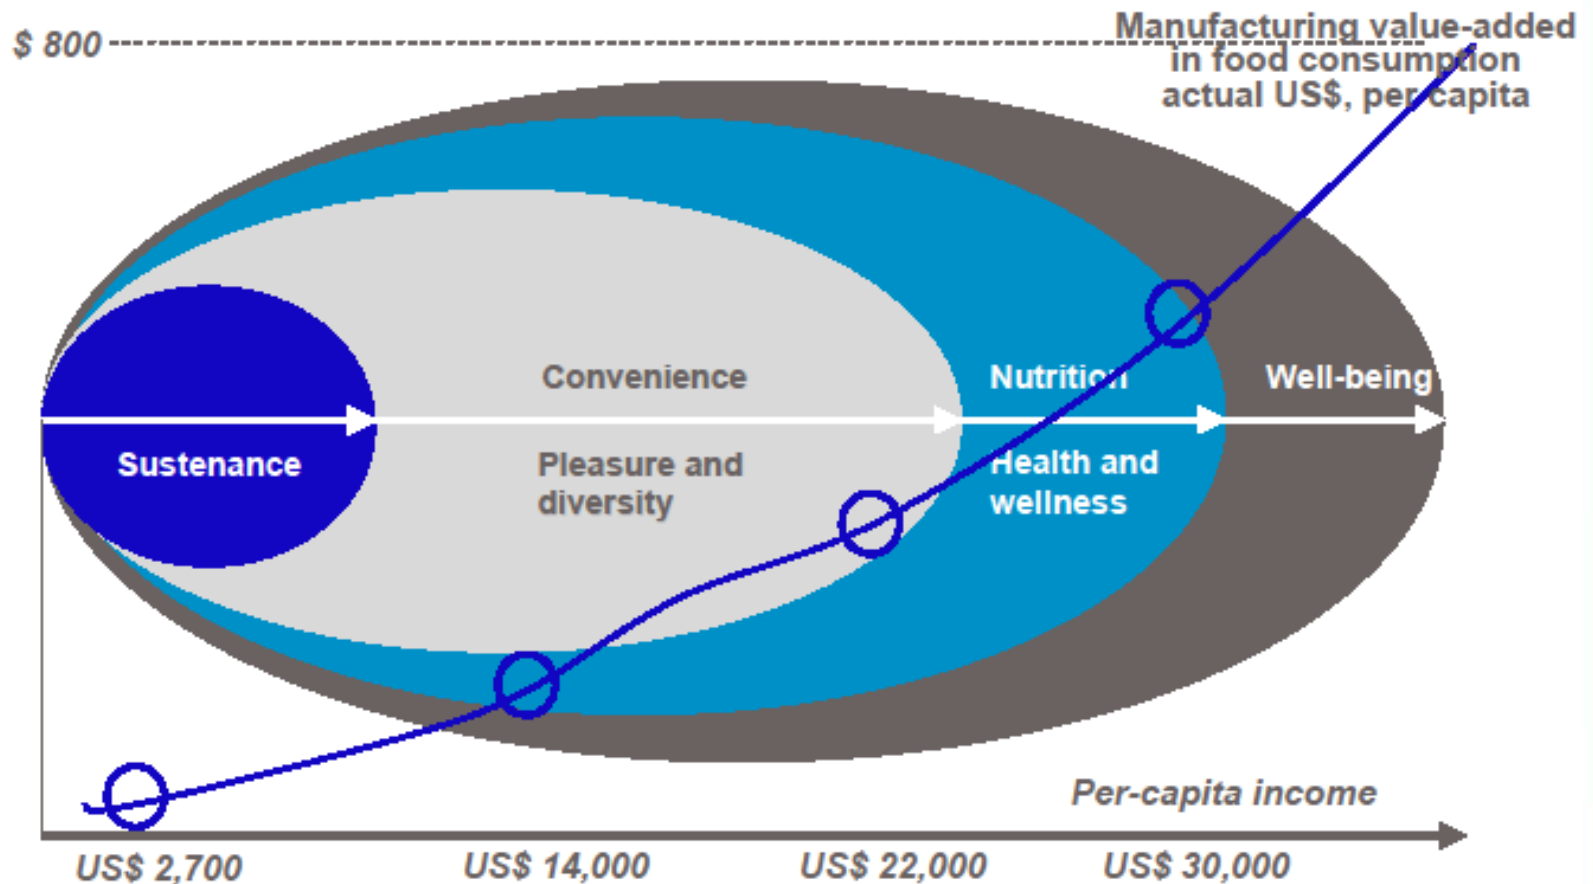 $ 800
Manufacturing value-added
in food consumption
actual US$, per capita
Convenience
Nutrition
Well-being
Sustenance
Pleasure and
diversity
Health and
wellness
Per-capita income
US$ 2,700
US$ 14,000
US$ 22,000
US$ 30,000